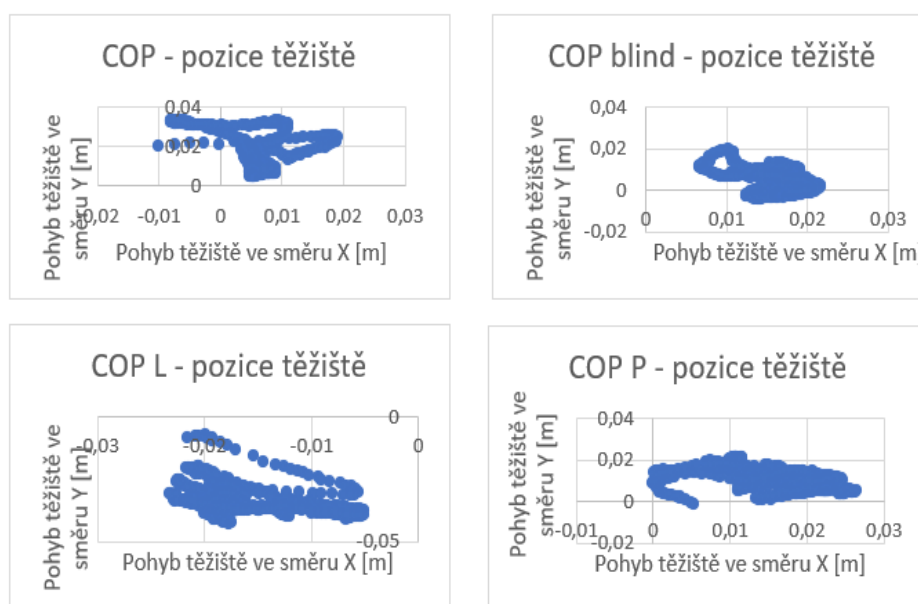 COP - pozice těžiště
Pohyb těžiště ve
směru Y [m]
0,04
0,02
0
-0,02
-0,01
0
0,01
0,02
0,03
Pohyb těžiště ve směru X [m]
COP blind - pozice těžiště
Pohyb těžiště ve
směru Y [m]
0,04
0,02
0
-0,02
0
0,01
0,02
0,03
Pohyb těžiště ve směru X [m]
COP L - pozice těžiště
Pohyb těžiště ve
směru Y [m]
0
-0,03
-0,02
-0,01
0
-0,05
Pohyb těžiště ve směru X [m]
COP P - pozice těžiště
Pohyb těžiště ve
směru Y [m]
0,04
0,02
0
-0,02
-0,01
0
0,01
0,02
0,03
Pohyb těžiště ve směru X [m]